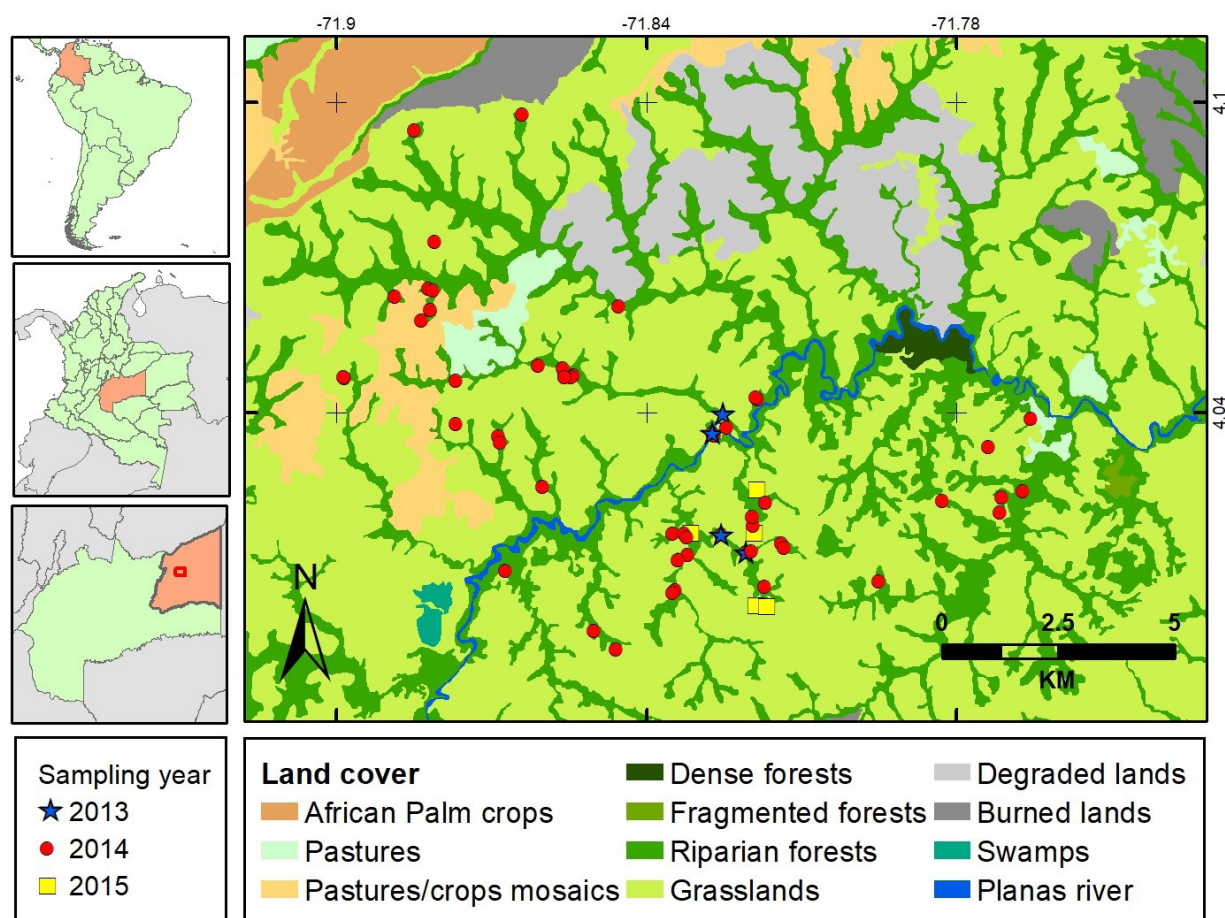 -71.9
-71.84
-71.78
4.1
4.04
N
0
2.5
5
KM
Sampling year
2013
2014
2015
Land cover
African Palm crops
Pastures
Pastures/crops mosaics
Dense forests
Fragmented forests
Riparian forests
Grasslands
Degraded lands
Burned lands
Swamps
Planas river